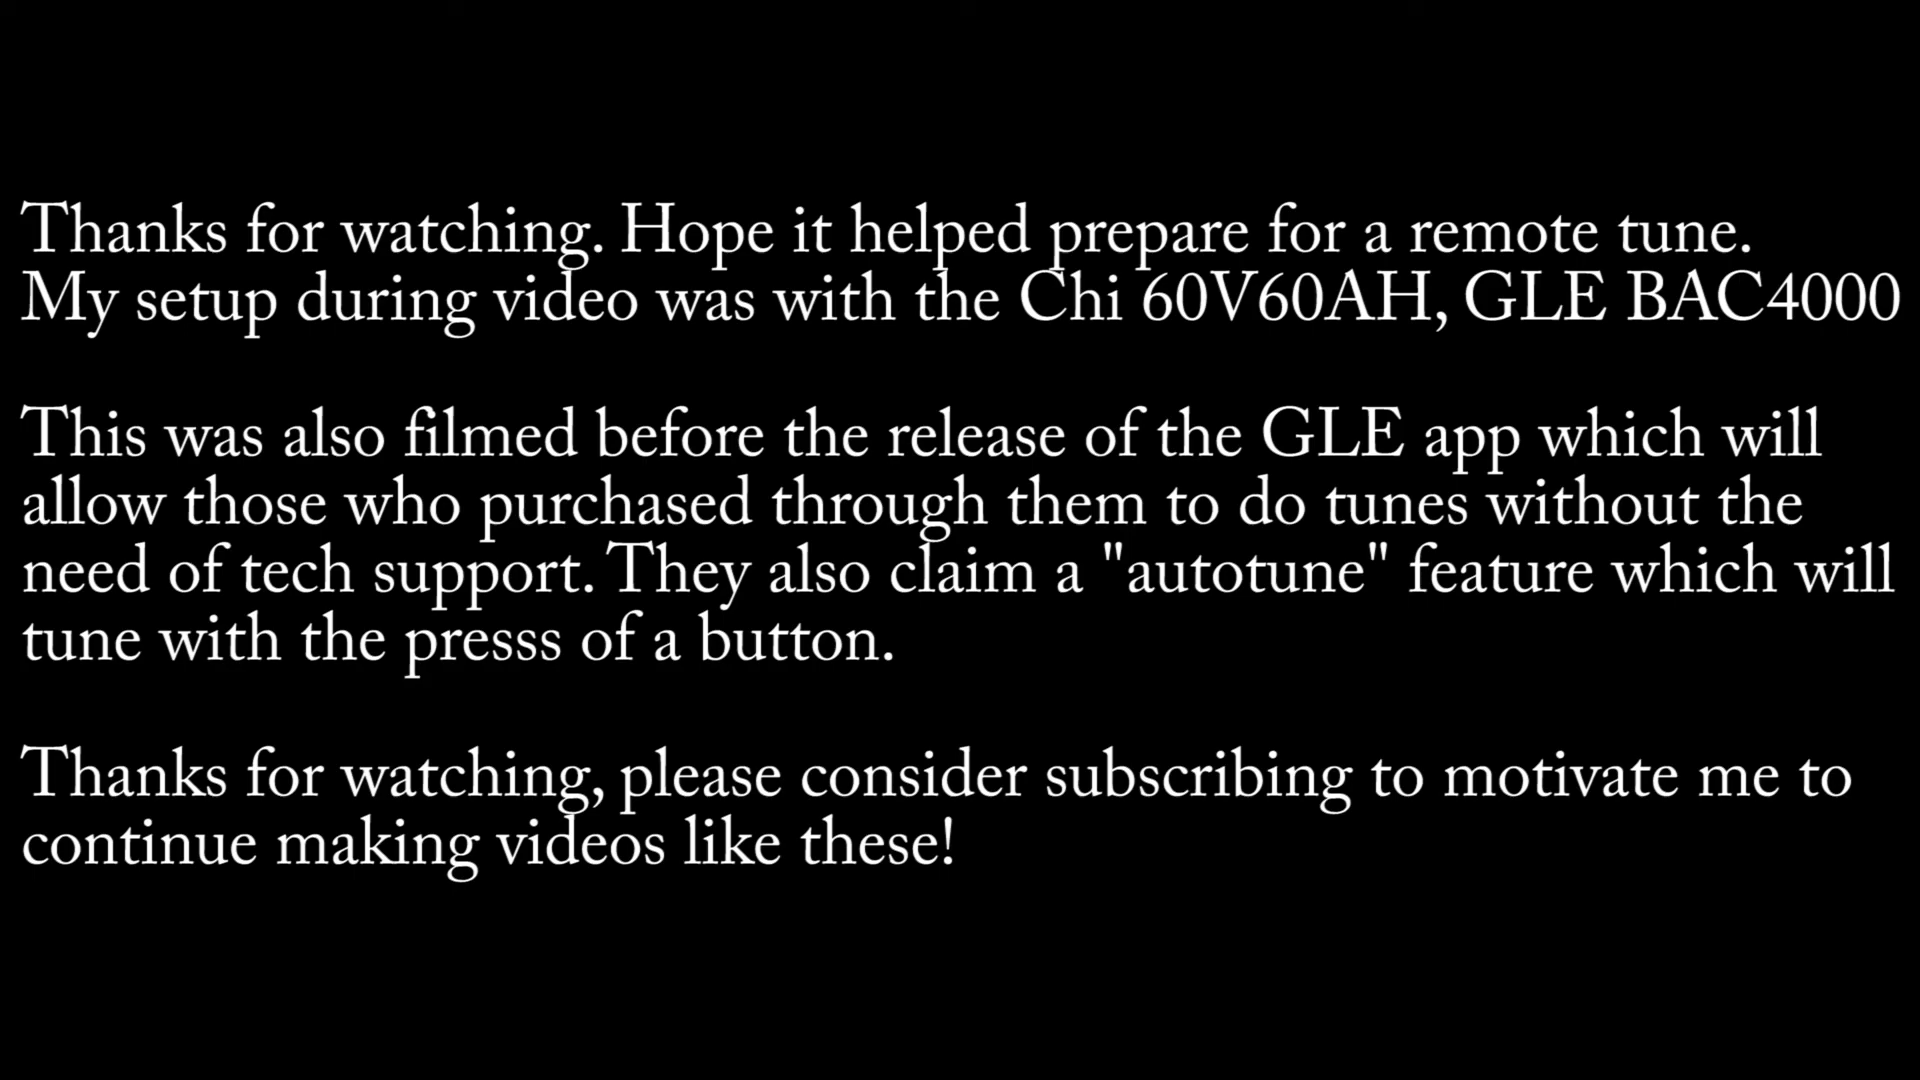 Thanks for watching. Hope it helped prepare for a remote tune.
My setup during video was with the Chi 60V60AH, GLE BAC4000
This was also filmed before the release of the GLE app which will
allow those who purchased through them to do tunes without the
need of tech support. They also claim a "autotune" feature which will
tune with the presss of a button.
Thanks for watching, please consider subscribing to motivate me to
continue making videos like these!